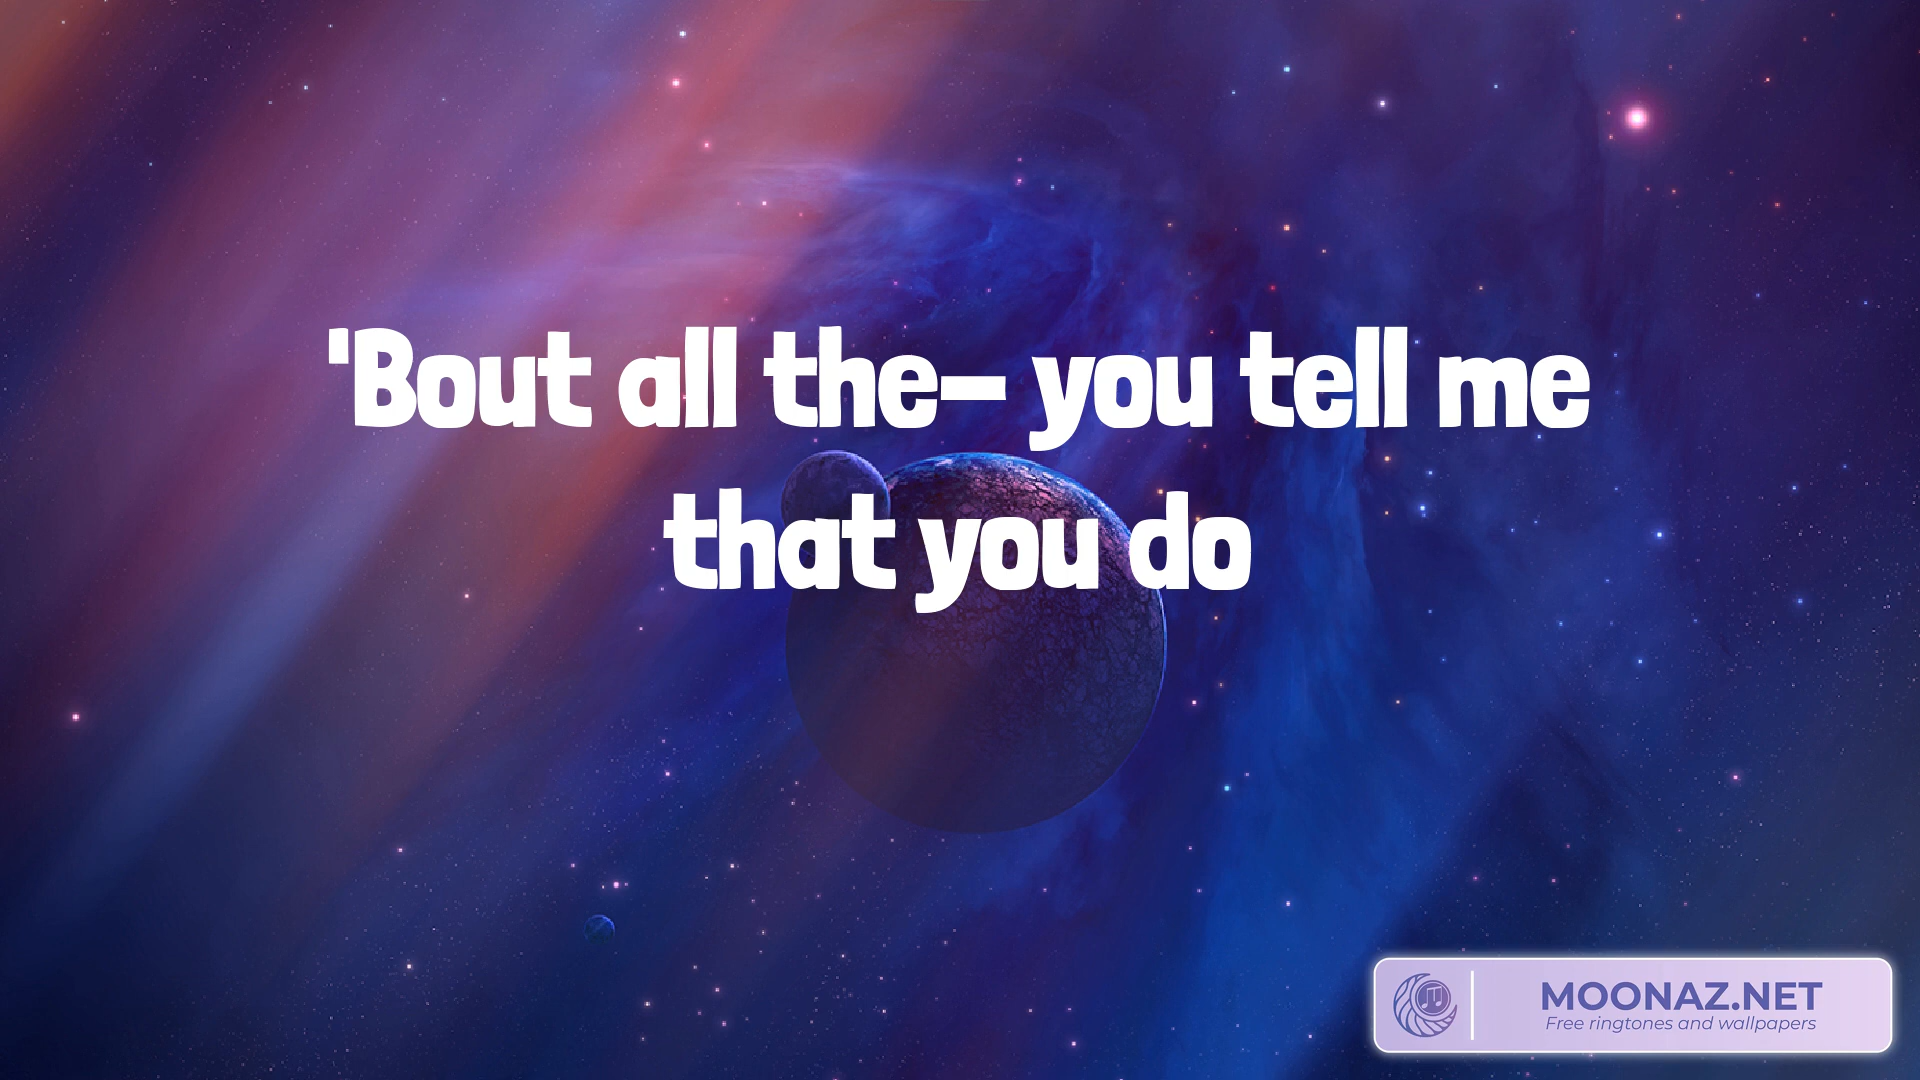 'Bout all the– you tell me
that you do
MOONAZ.NET
Free ringtones and wallpapers